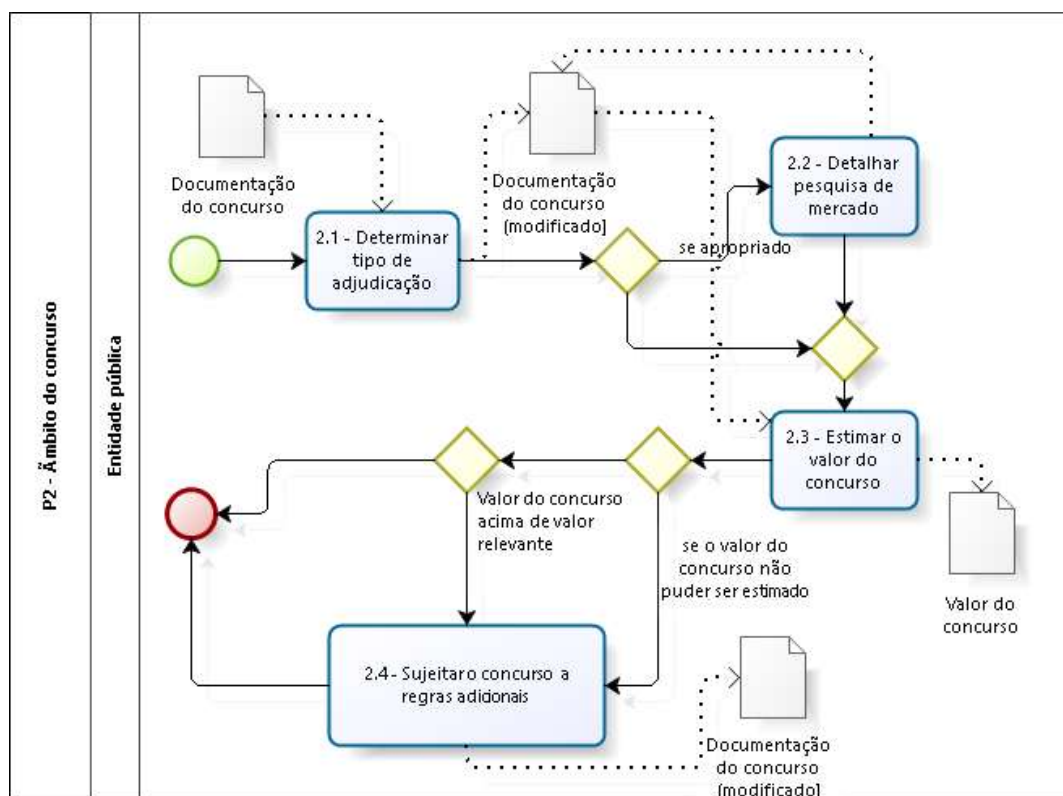 P2 - Âmbito do concurso
Entidade pública
Documentação
do concurso
Documentação
do concurso
(modificado]
2.1 - Determinar
tipo de
adjudicação
se apropriado
2.2 - Detalhar
pesquisa de
mercado
2.3 - Estimar o
valor do
concurso
Valor do concurso
acima de valor
relevante
se o valor do
concurso não
puder ser estimado
Valor do
concurso
2.4 - Sujeitaro concurso a
regras adicionais
Documentação
do concurso
(modificado]